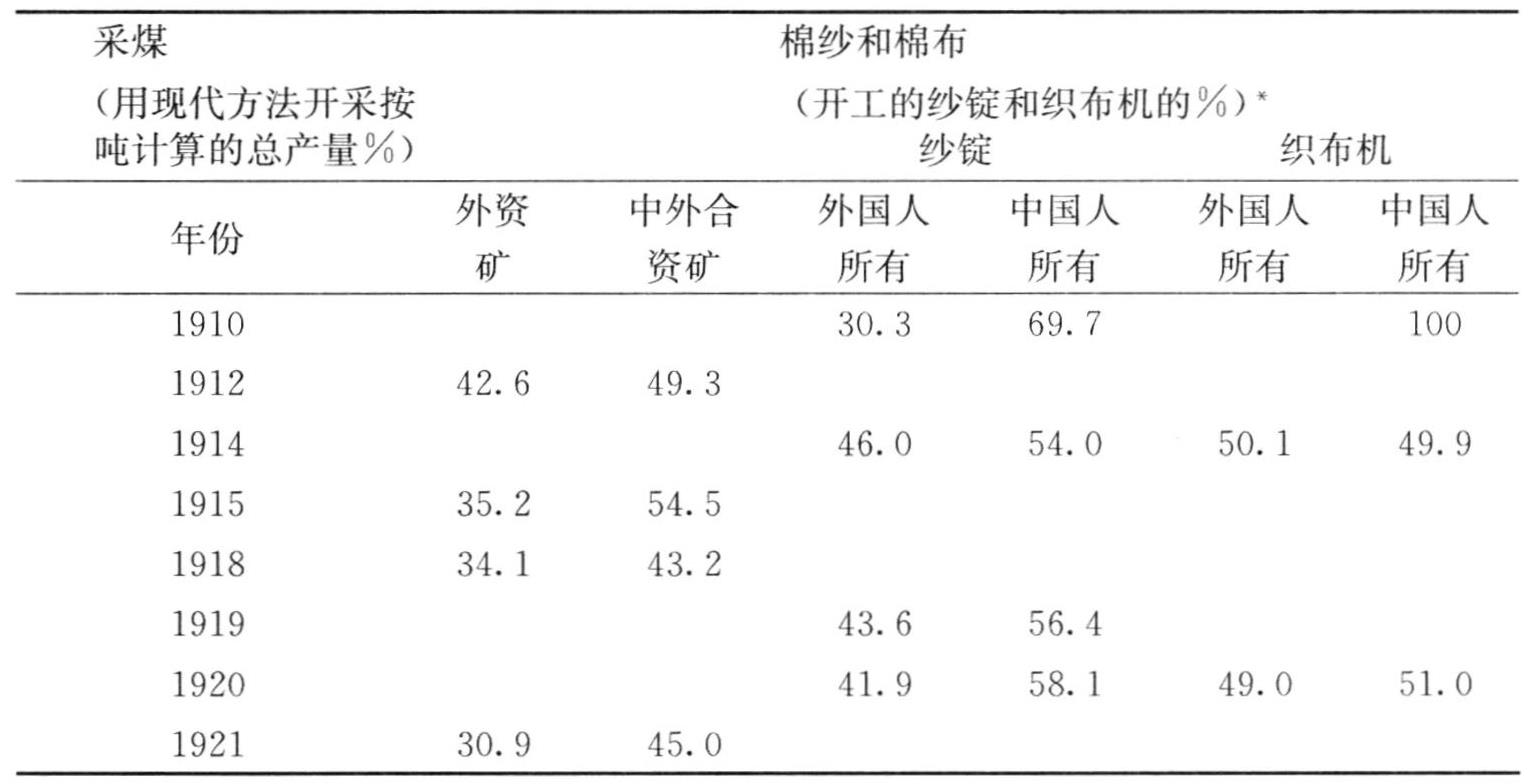 采煤 棉纱和棉布
（用现代方法开采按 （开工的纱锭和织布机的%）*
吨计算的总产量%） 纱锭 织布机
年份 外资 中外合 外国人 中国人 外国人 中国人
矿 资矿 所有 所有 所有 所有
1910 30.3 69.7 100
1912 42.6 49.3
1914 46.0 54.0 50.1 49.9
1915 35.2 54.5
1918 34.1 43.2
1919 43.6 56.4
1920 41.9 58.1 49.0 51.0
1921 30.9 45.0